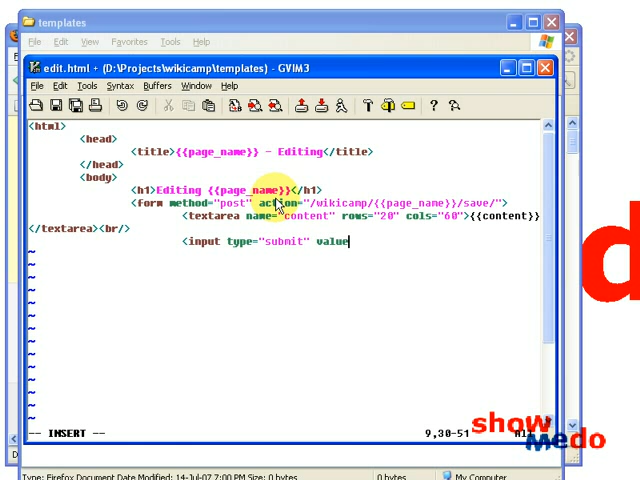 templates
File Edit View Favorites Tools Help
edit.html + (D:\Projects\wikicamp\templates) - GVIM3
File Edit Tools Syntax Buffers Window Help
<html>
<head>
<title>{{page_name}} - Editing</title>
</head>
<body>
<h1>Editing {{page_name}}</h1>
<form method="post" action="/wikicamp/{{page_name}}/save/">
<textarea name="content" rows="20" cols="60">{{content}}
</textarea><br/>
<input type="submit" value
~
~
~
~
~
~
~
~
~
~
~
~
~
~
-- INSERT -- 9,30-51 All
showmedo
d
Type: Firefox Document Date Modified: 14-Jul-07 7:00 PM Size: 0 bytes 0 bytes My Computer